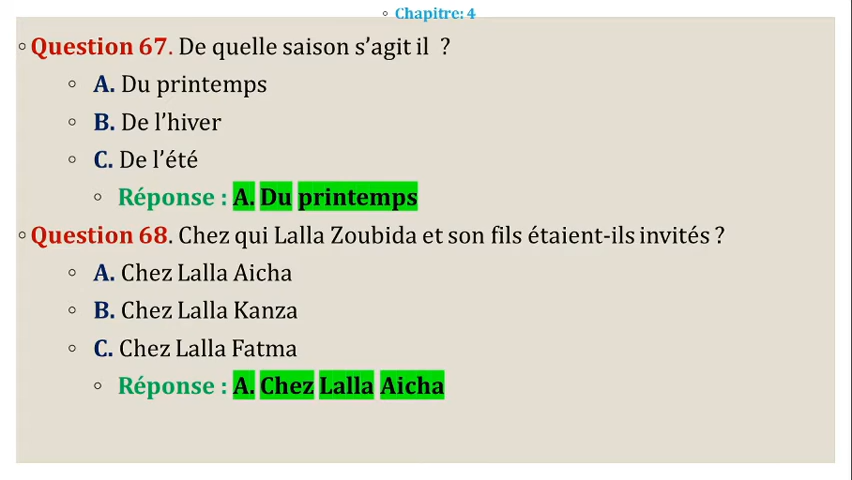 ◦ Chapitre: 4
◦ Question 67. De quelle saison s’agit il  ?
◦ A. Du printemps
◦ B. De l’hiver
◦ C. De l’été
◦ Réponse : A. Du printemps
◦ Question 68. Chez qui Lalla Zoubida et son fils étaient-ils invités ?
◦ A. Chez Lalla Aicha
◦ B. Chez Lalla Kanza
◦ C. Chez Lalla Fatma
◦ Réponse : A. Chez Lalla Aicha